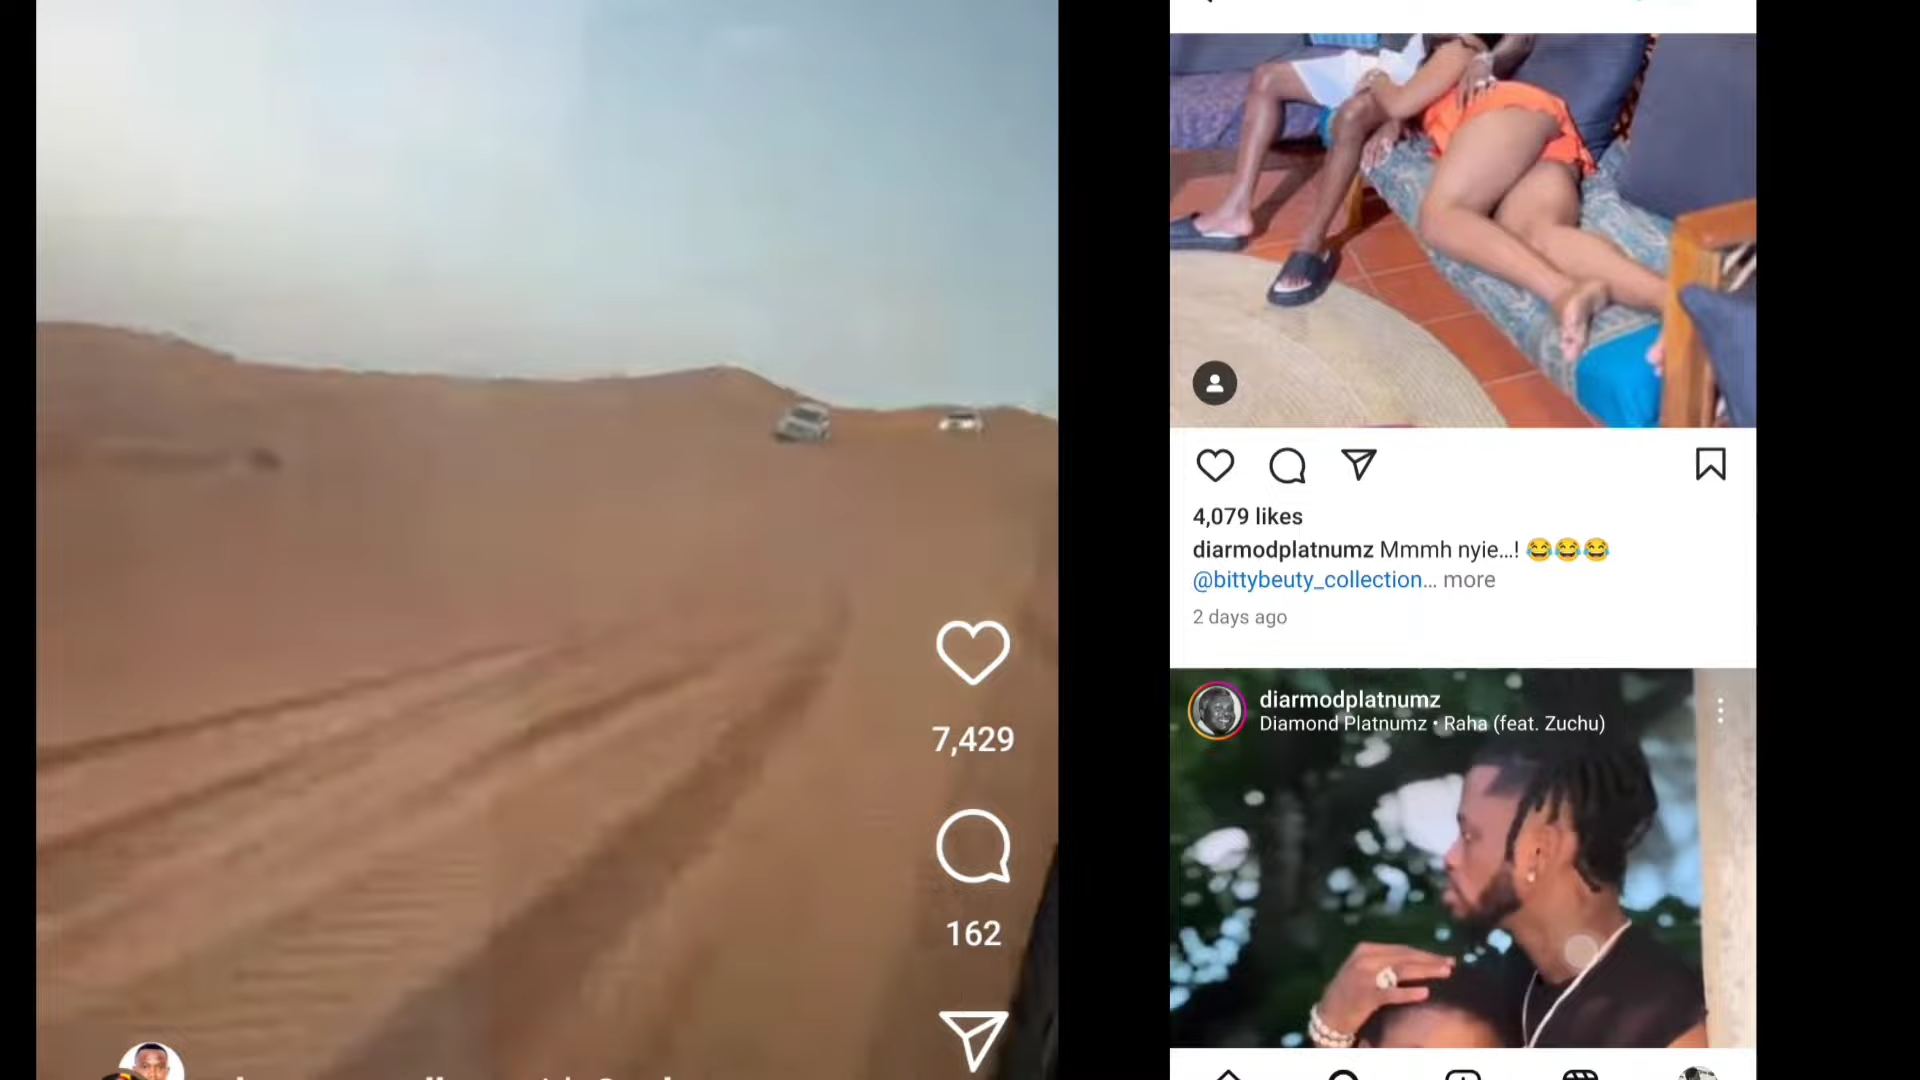 7,429
162
4,079 likes
diarmodplatnumz Mmmh nyie...! 😂😂😂
@bittybeuty_collection... more
2 days ago
diarmodplatnumz
Diamond Platnumz • Raha (feat. Zuchu)